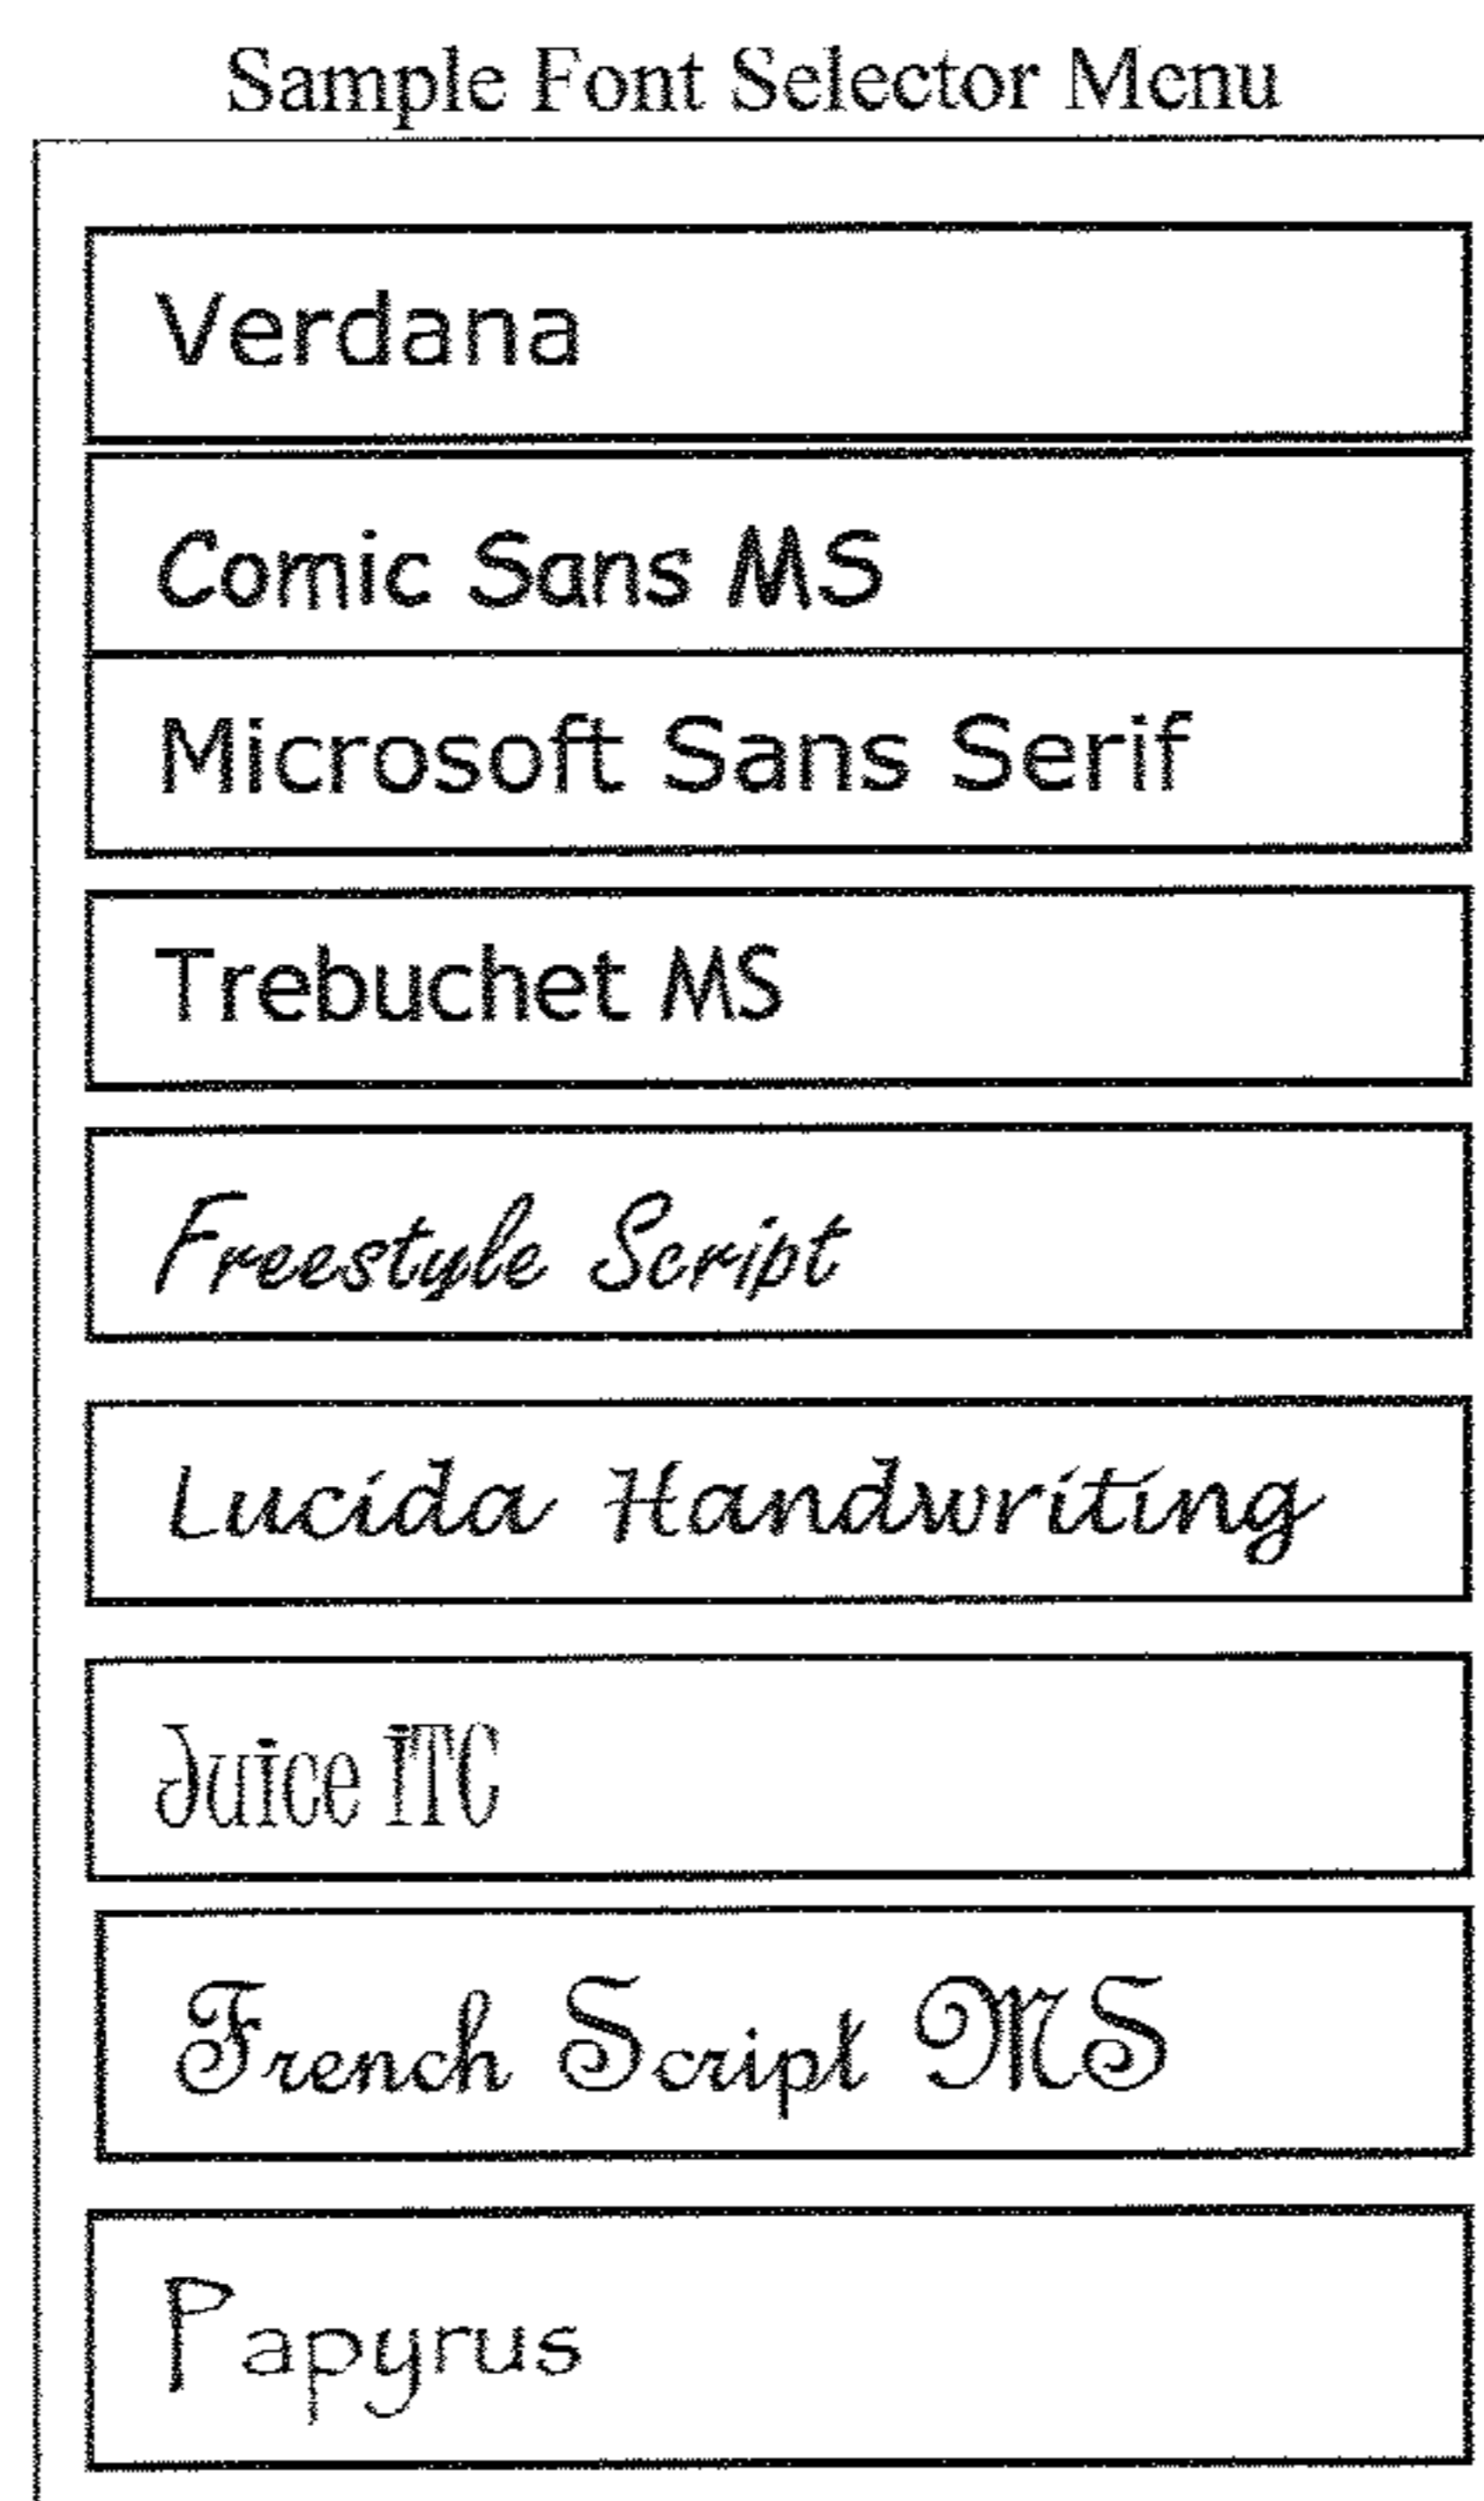 Sample Font Selector Menu
Verdana
Comic Sans MS
Microsoft Sans Serif
Trebuchet MS
Freestyle Script
Lucida Handwriting
Juice ITC
French Script MS
Papyrus